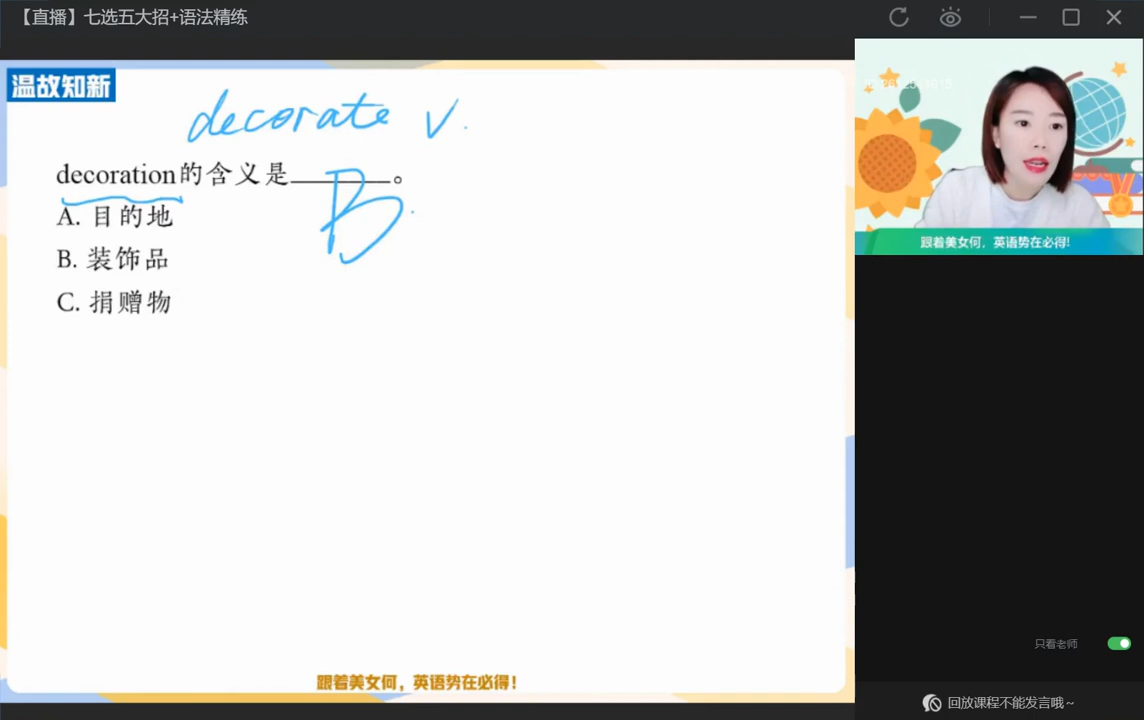 【直播】七选五大招+语法精练
温故知新
decorate v.
decoration的含义是________。
B
A. 目的地
B. 装饰品
C. 捐赠物
跟着美女何，英语势在必得!
跟着美女何，英语势在必得!
只看老师
回放课程不能发言哦~